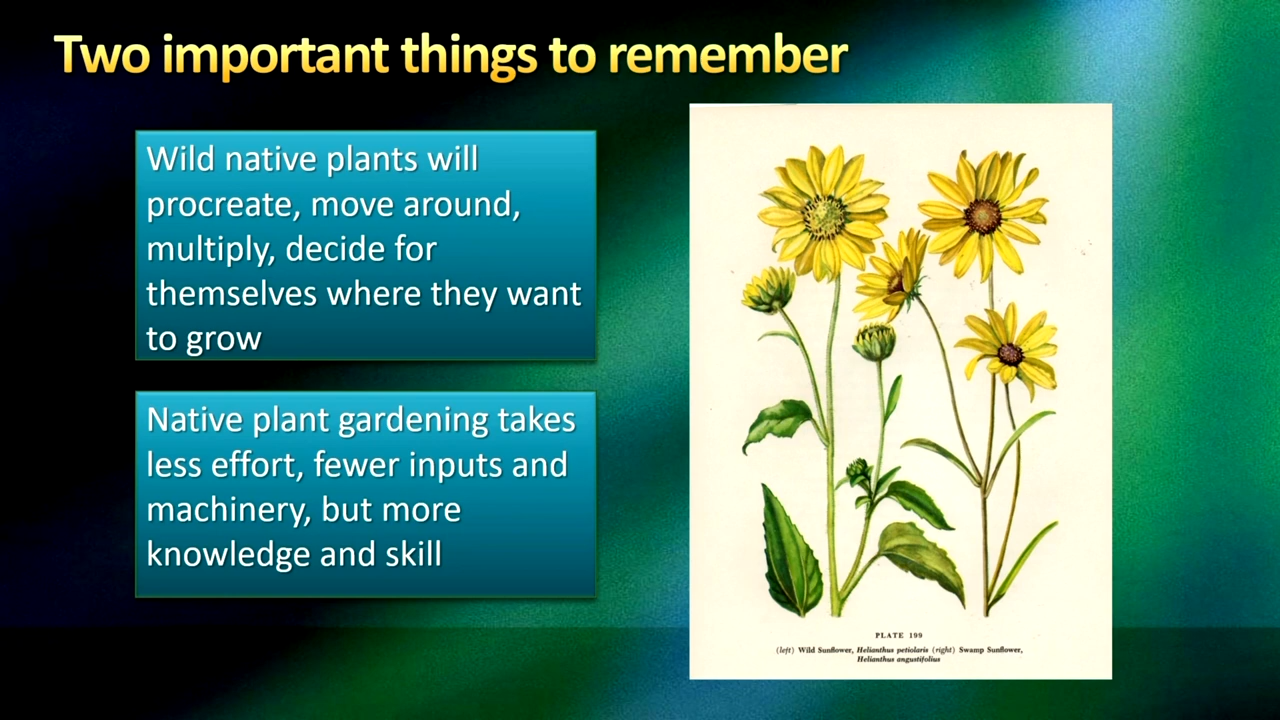 Two important things to remember
Wild native plants will
procreate, move around,
multiply, decide for
themselves where they want
to grow
Native plant gardening takes
less effort, fewer inputs and
machinery, but more
knowledge and skill
PLATE 199
(left) Wild Sunflower, Helianthus petiolaris (right) Swamp Sunflower,
Helianthus angustifolius